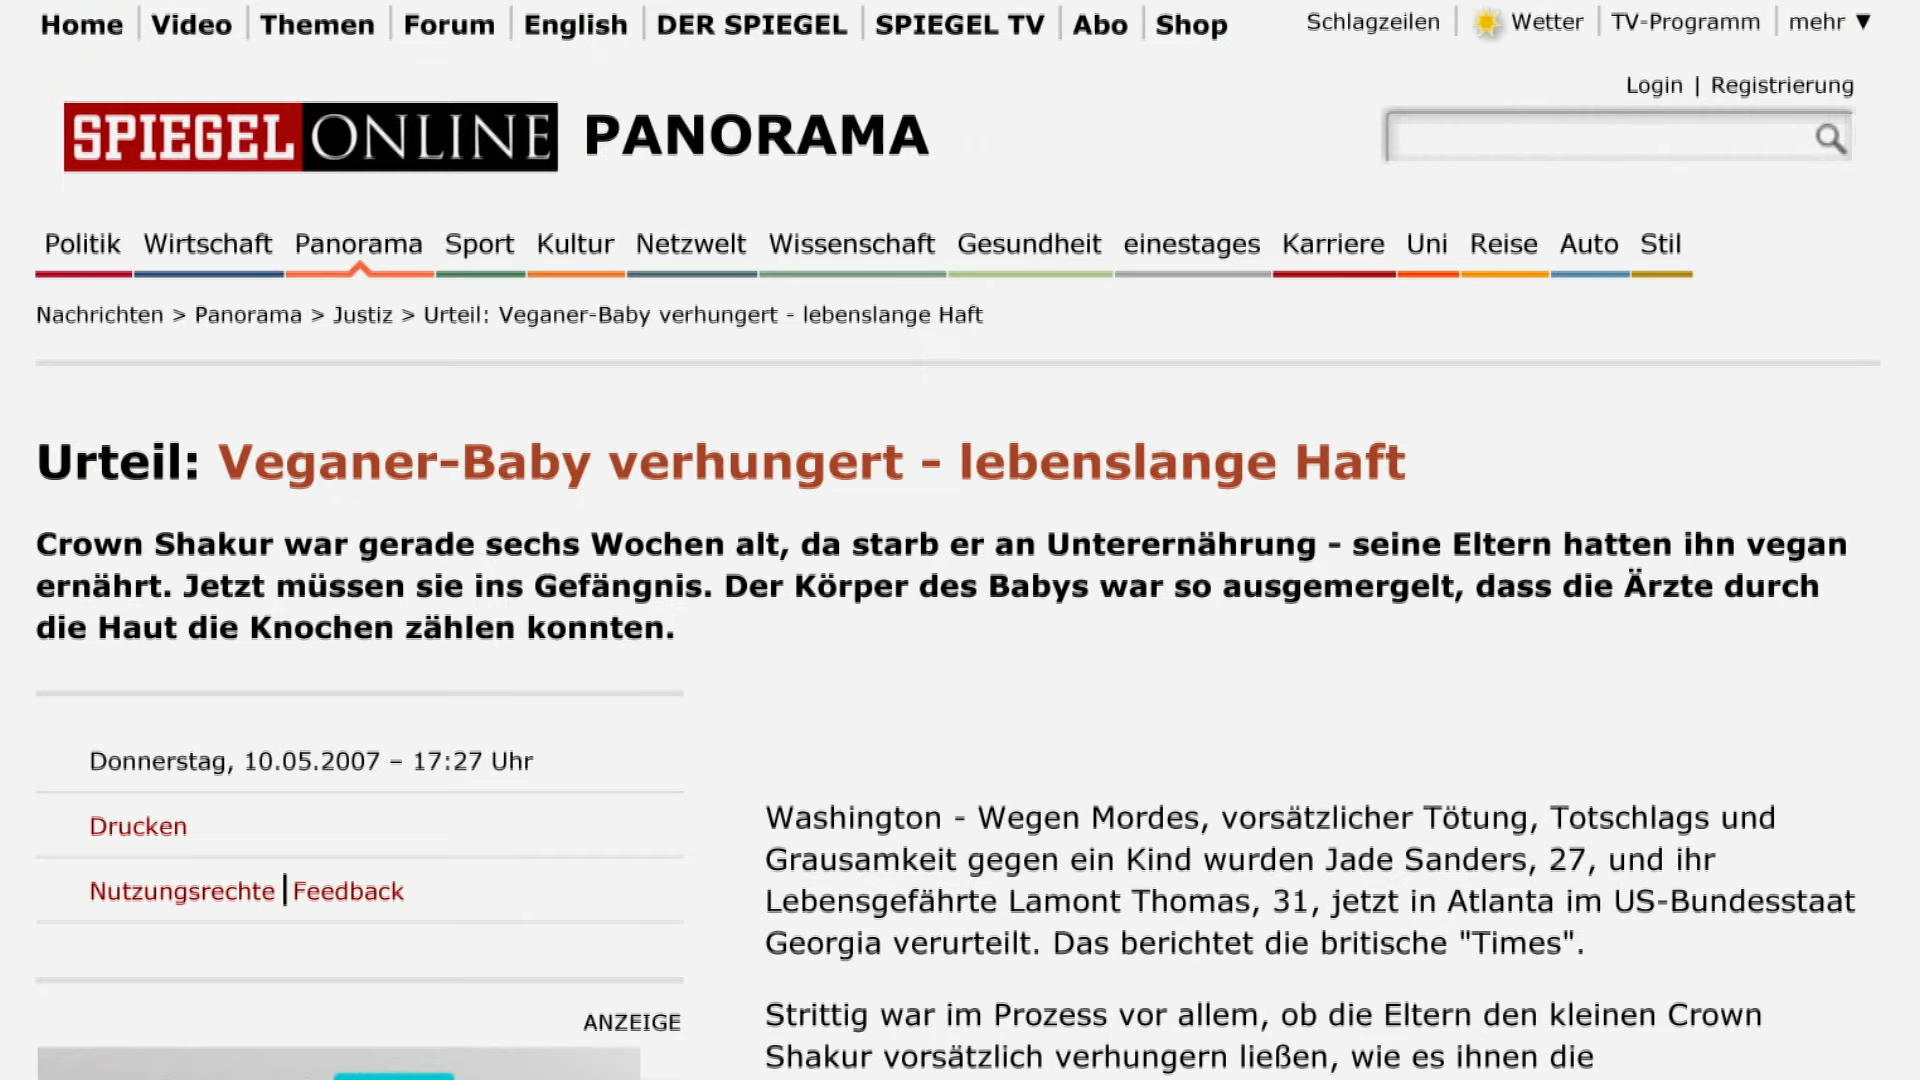 Home Video Themen Forum English DER SPIEGEL SPIEGEL TV Abo Shop Schlagzeilen Wetter TV-Programm mehr ▼
Login | Registrierung
SPIEGEL ONLINE PANORAMA
Politik Wirtschaft Panorama Sport Kultur Netzwelt Wissenschaft Gesundheit einestages Karriere Uni Reise Auto Stil
Nachrichten > Panorama > Justiz > Urteil: Veganer-Baby verhungert - lebenslange Haft
Urteil: Veganer-Baby verhungert - lebenslange Haft
Crown Shakur war gerade sechs Wochen alt, da starb er an Unterernährung - seine Eltern hatten ihn vegan
ernährt. Jetzt müssen sie ins Gefängnis. Der Körper des Babys war so ausgemergelt, dass die Ärzte durch
die Haut die Knochen zählen konnten.
Donnerstag, 10.05.2007 – 17:27 Uhr
Drucken
Nutzungsrechte | Feedback
ANZEIGE
Washington - Wegen Mordes, vorsätzlicher Tötung, Totschlags und
Grausamkeit gegen ein Kind wurden Jade Sanders, 27, und ihr
Lebensgefährte Lamont Thomas, 31, jetzt in Atlanta im US-Bundesstaat
Georgia verurteilt. Das berichtet die britische "Times".
Strittig war im Prozess vor allem, ob die Eltern den kleinen Crown
Shakur vorsätzlich verhungern ließen, wie es ihnen die